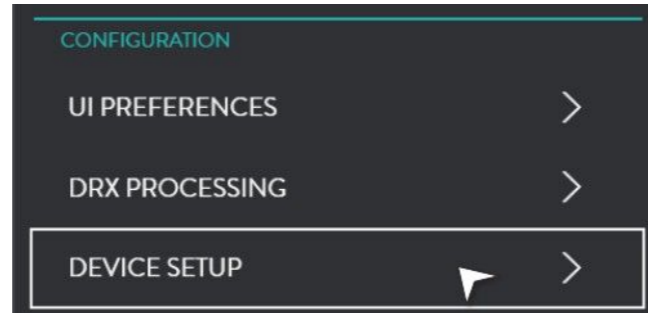 CONFIGURATION
UI PREFERENCES
DRX PROCESSING
DEVICE SETUP